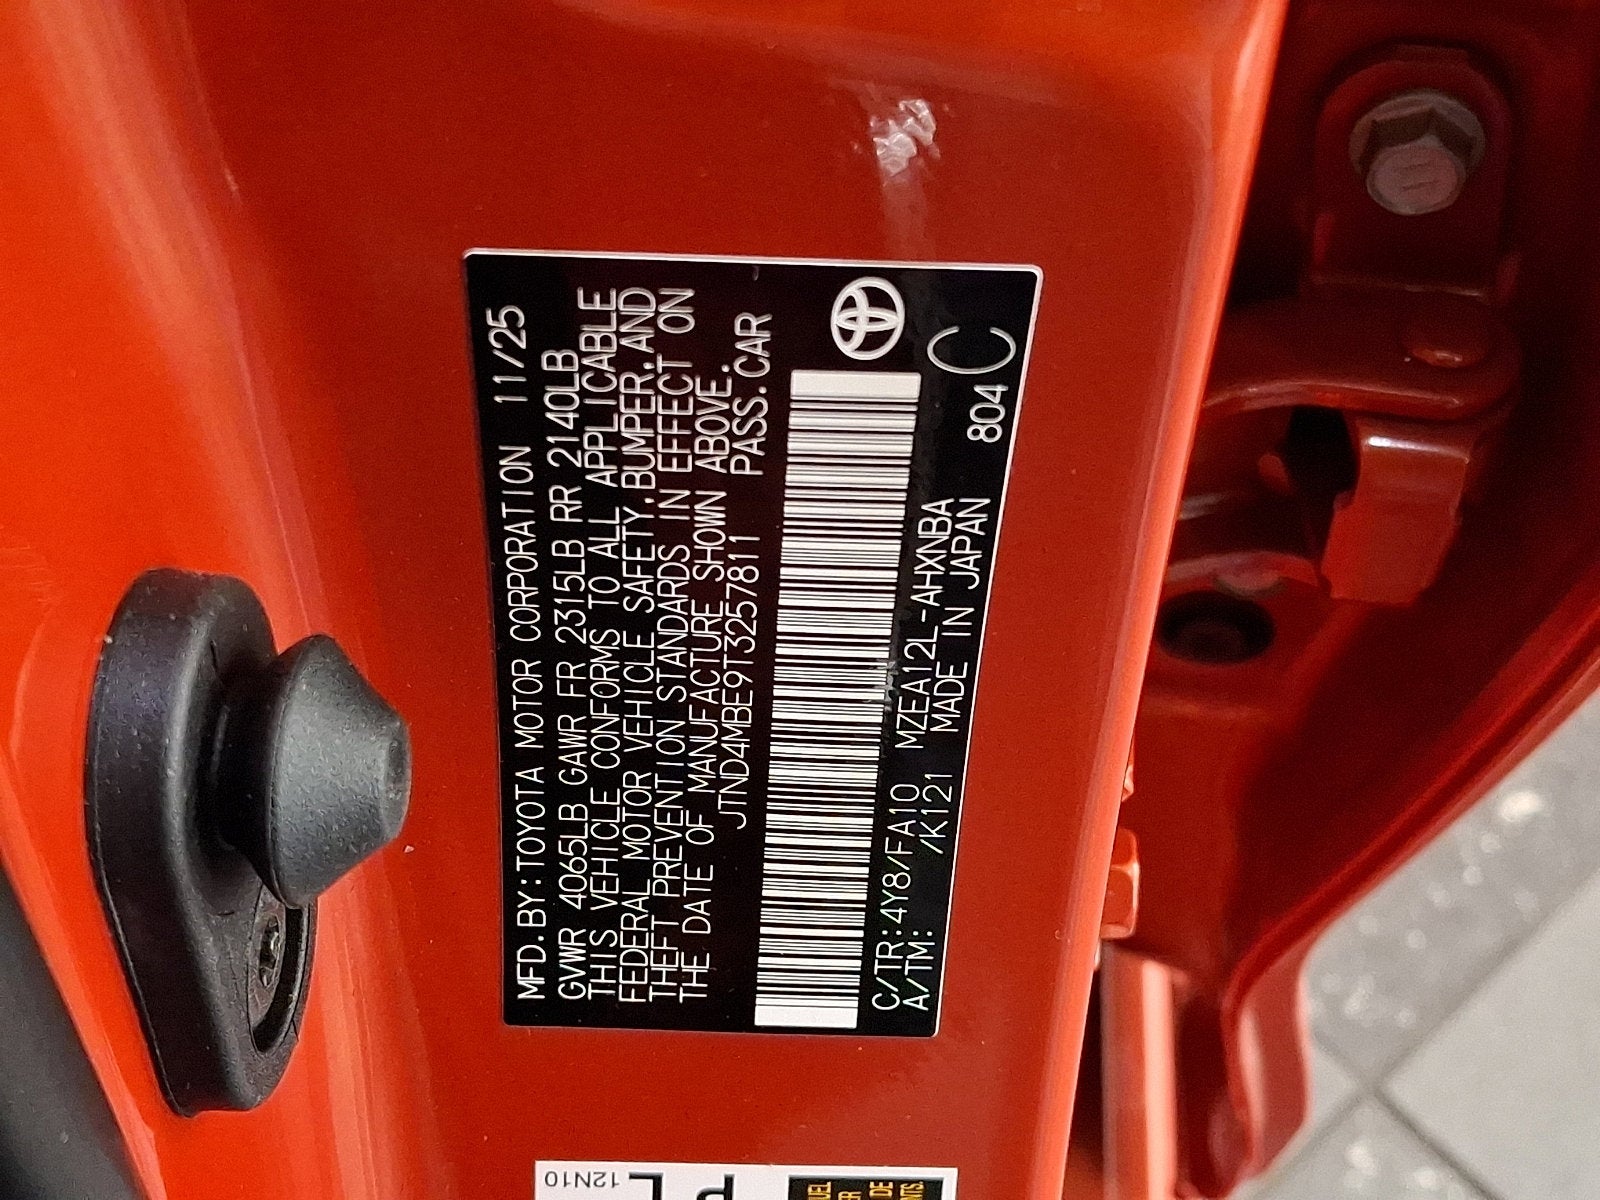 MFD.BY:TOYOTA MOTOR CORPORATION 11/25
GVWR 4065LB GAWR FR 2315LB RR 2140LB
THIS VEHICLE CONFORMS TO ALL APPLICABLE
FEDERAL MOTOR VEHICLE SAFETY,BUMPER,AND
THEFT PREVENTION STANDARDS IN EFFECT ON
THE DATE OF MANUFACTURE SHOWN ABOVE.
JTND4MBE9T3257811 PASS.CAR
C/TR:4Y8/FA10 MZEA12L-AHXNBA
A/TM: /K121 MADE IN JAPAN
804 C
12N10